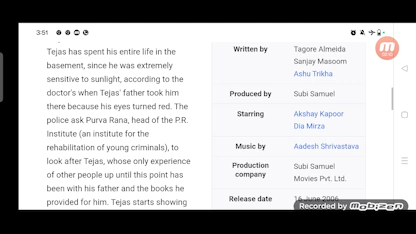 3:51
Tejas has spent his entire life in the
basement, since he was extremely
sensitive to sunlight, according to the
doctor's when Tejas' father took him
there because his eyes turned red. The
police ask Purva Rana, head of the P.R.
Institute (an institute for the
rehabilitation of young criminals), to
look after Tejas, whose only experience
of other people up until this point has
been with his father and the books he
provided for him. Tejas starts showing
Written by Tagore Almeida
Sanjay Masoom
Ashu Trikha
Produced by Subi Samuel
Starring Akshay Kapoor
Dia Mirza
Music by Aadesh Shrivastava
Production Subi Samuel
company Movies Pvt. Ltd.
Release date 16 June 2006
Recorded by MOBIZEN